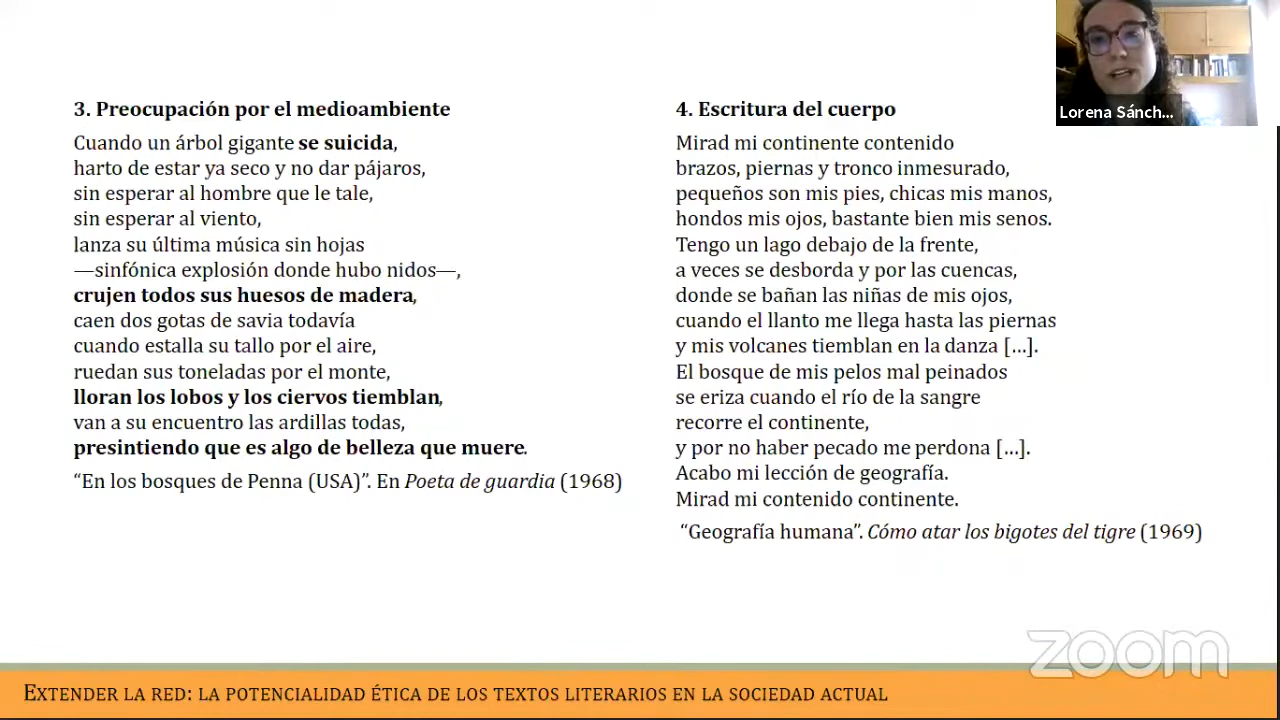 3. Preocupación por el medioambiente
Cuando un árbol gigante se suicida,
harto de estar ya seco y no dar pájaros,
sin esperar al hombre que le tale,
sin esperar al viento,
lanza su última música sin hojas
—sinfónica explosión donde hubo nidos—,
crujen todos sus huesos de madera,
caen dos gotas de savia todavía
cuando estalla su tallo por el aire,
ruedan sus toneladas por el monte,
lloran los lobos y los ciervos tiemblan,
van a su encuentro las ardillas todas,
presintiendo que es algo de belleza que muere.
“En los bosques de Penna (USA)”. En Poeta de guardia (1968)
4. Escritura del cuerpo
Mirad mi continente contenido
brazos, piernas y tronco inmesurado,
pequeños son mis pies, chicas mis manos,
hondos mis ojos, bastante bien mis senos.
Tengo un lago debajo de la frente,
a veces se desborda y por las cuencas,
donde se bañan las niñas de mis ojos,
cuando el llanto me llega hasta las piernas
y mis volcanes tiemblan en la danza […].
El bosque de mis pelos mal peinados
se eriza cuando el río de la sangre
recorre el continente,
y por no haber pecado me perdona […].
Acabo mi lección de geografía.
Mirad mi contenido continente.
“Geografía humana”. Cómo atar los bigotes del tigre (1969)
Lorena Sánch...
zoom
EXTENDER LA RED: LA POTENCIALIDAD ÉTICA DE LOS TEXTOS LITERARIOS EN LA SOCIEDAD ACTUAL